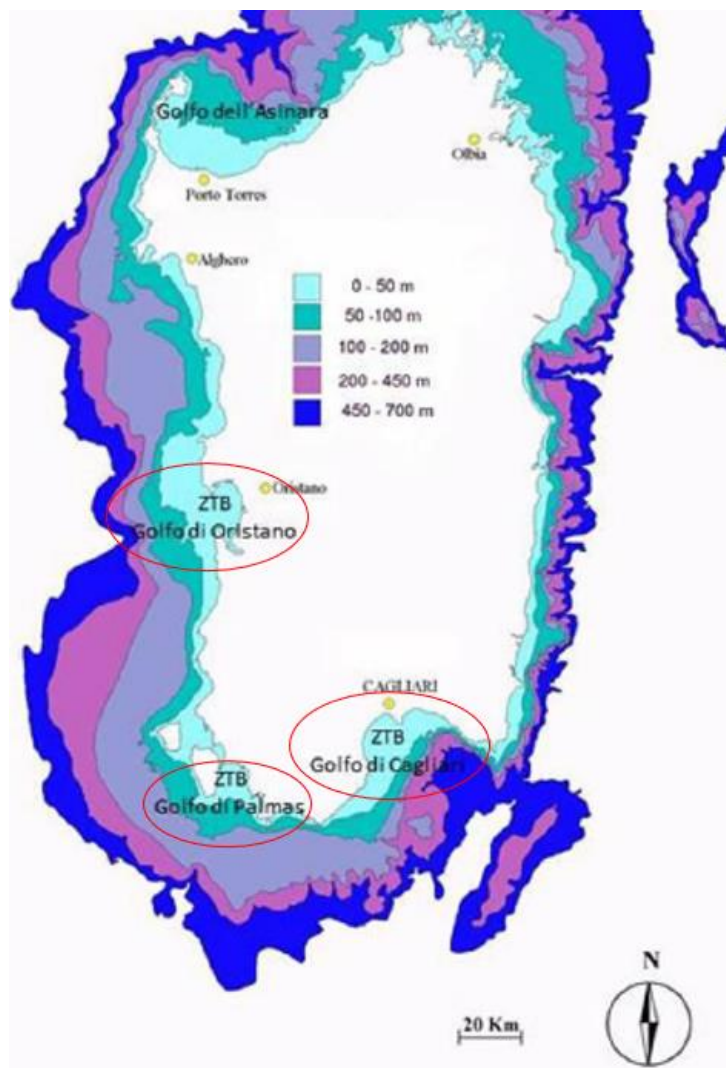 Golfo dell'Asinara
Olbia
Porto Torres
Alghero
0 - 50 m
50 -100 m
100 - 200 m
200 - 450 m
450 - 700 m
Oristano
ZTB
Golfo di Oristano
CAGLIARI
ZTB
Golfo di Cagliari
ZTB
Golfo di Palmas
N
20 Km